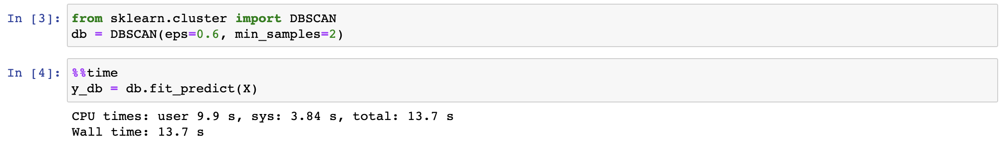 In [3]: from sklearn.cluster import DBSCAN
db = DBSCAN(eps=0.6, min_samples=2)
In [4]: %%time
y_db = db.fit_predict(X)
CPU times: user 9.9 s, sys: 3.84 s, total: 13.7 s
Wall time: 13.7 s